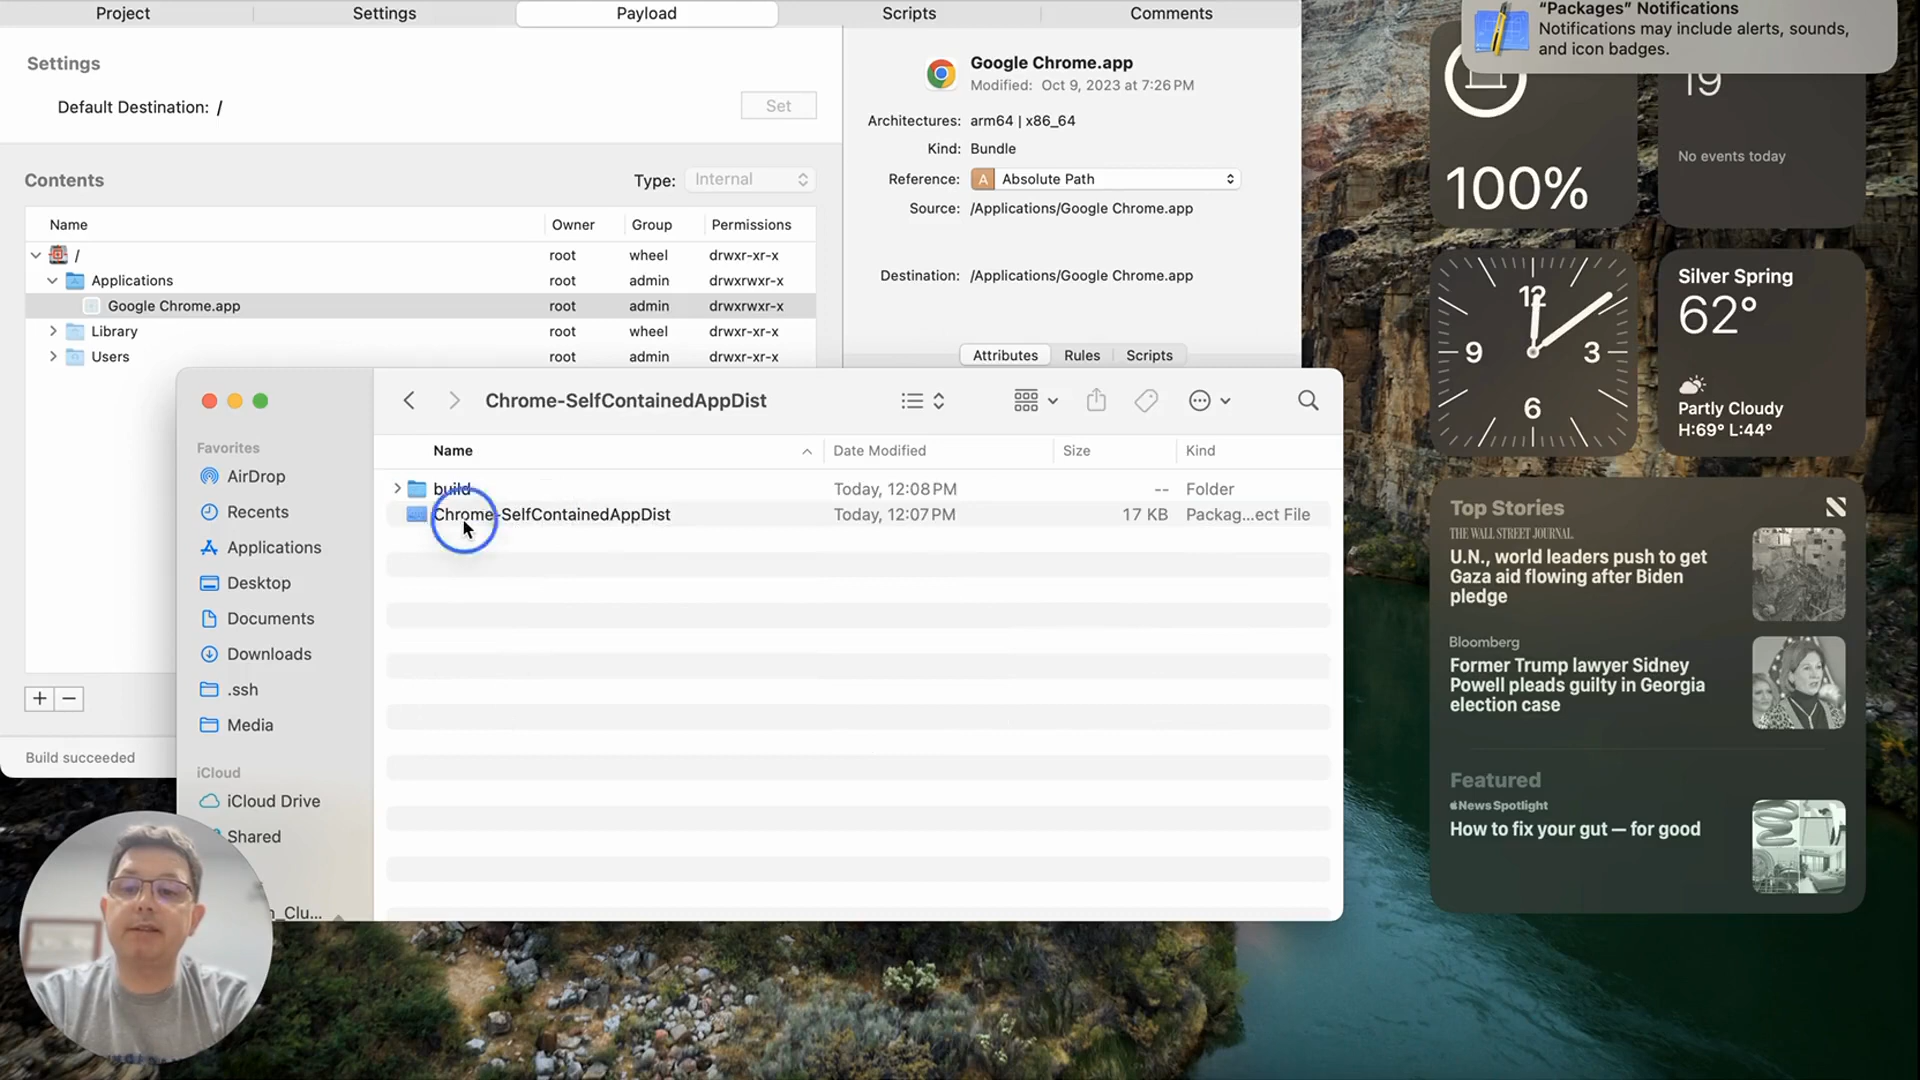 Project
Settings
Payload
Scripts
Comments
Settings
Default Destination: /
Set
Contents
Type:
Internal
Name
Owner
Group
Permissions
/
root
wheel
drwxr-xr-x
Applications
root
admin
drwxrwxr-x
Google Chrome.app
root
admin
drwxrwxr-x
Library
root
wheel
drwxr-xr-x
Users
root
admin
drwxr-xr-x
Build succeeded
Google Chrome.app
Modified: Oct 9, 2023 at 7:26 PM
Architectures: arm64 | x86_64
Kind: Bundle
Reference: A Absolute Path
Source: /Applications/Google Chrome.app
Destination: /Applications/Google Chrome.app
Attributes
Rules
Scripts
Chrome-SelfContainedAppDist
Favorites
AirDrop
Recents
Applications
Desktop
Documents
Downloads
.ssh
Media
iCloud
iCloud Drive
Shared
n_Clu...
Name
Date Modified
Size
Kind
build
Today, 12:08 PM
--
Folder
Chrome-SelfContainedAppDist
Today, 12:07 PM
17 KB
Packag...ect File
“Packages” Notifications
Notifications may include alerts, sounds,
and icon badges.
100%
19
No events today
12
3
6
9
Silver Spring
62°
Partly Cloudy
H:69° L:44°
Top Stories
THE WALL STREET JOURNAL.
U.N., world leaders push to get
Gaza aid flowing after Biden
pledge
Bloomberg
Former Trump lawyer Sidney
Powell pleads guilty in Georgia
election case
Featured
News Spotlight
How to fix your gut — for good